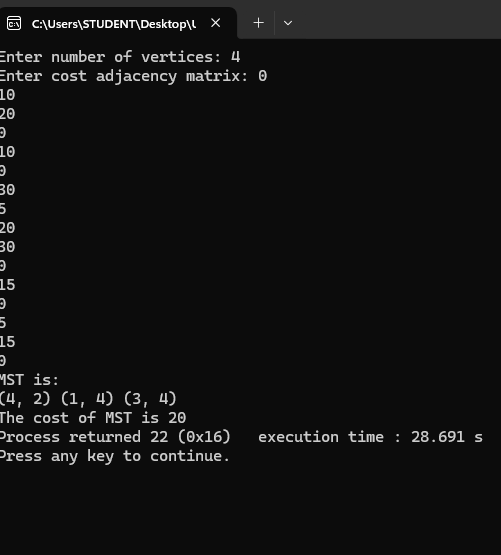 C:\Users\STUDENT\Desktop\U
Enter number of vertices: 4
Enter cost adjacency matrix: 0
10
20
0
10
0
30
5
20
30
0
15
0
5
15
0
MST is:
(4, 2) (1, 4) (3, 4)
The cost of MST is 20
Process returned 22 (0x16)   execution time : 28.691 s
Press any key to continue.